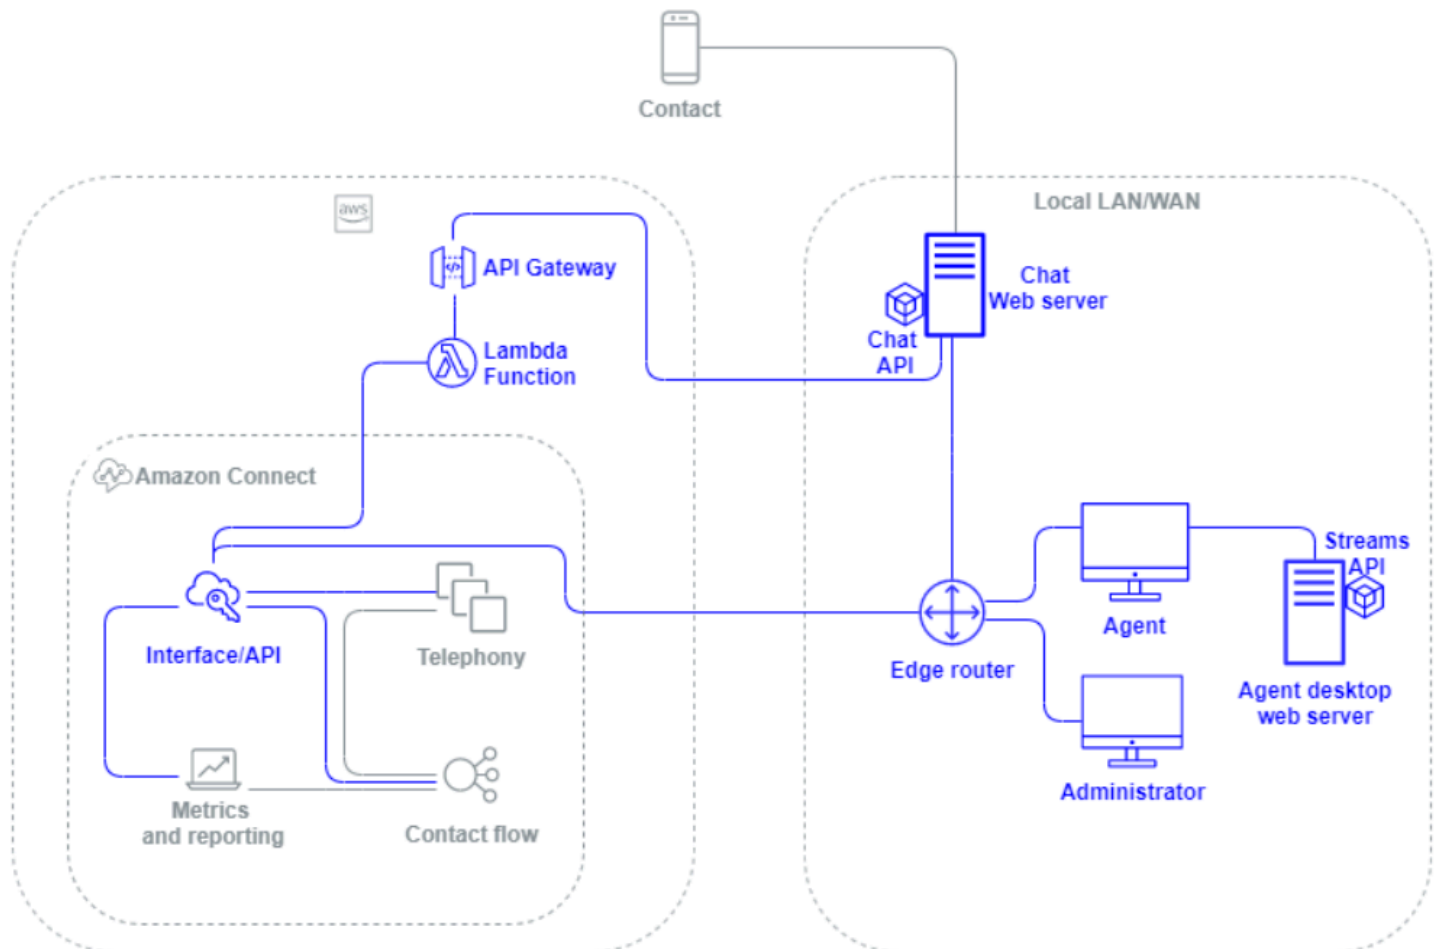 Contact
aws
Local LAN/WAN
API Gateway
Chat
Web server
Chat
API
Lambda
Function
Amazon Connect
Streams
API
Interface/API
Telephony
Edge router
Agent
Agent desktop
web server
Metrics
and reporting
Contact flow
Administrator